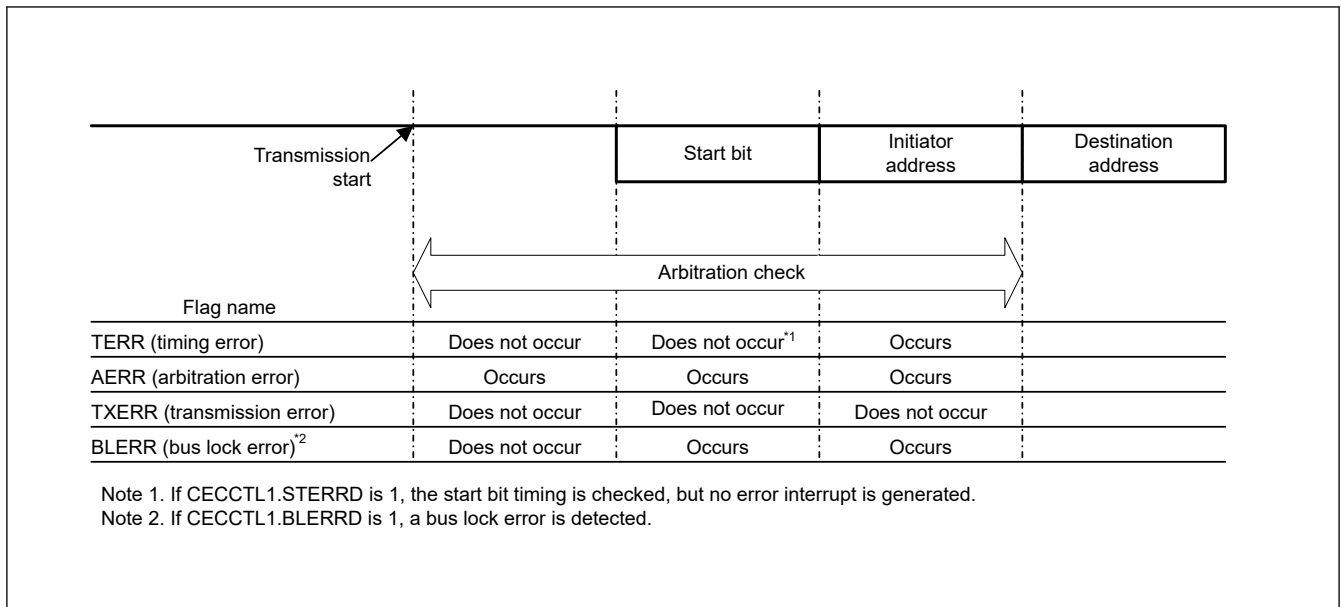 Transmission
start
Start bit
Initiator
address
Destination
address
Arbitration check
Flag name
TERR (timing error) Does not occur Does not occur*1 Occurs
AERR (arbitration error) Occurs Occurs Occurs
TXERR (transmission error) Does not occur Does not occur Does not occur
BLERR (bus lock error)*2 Does not occur Occurs Occurs
Note 1. If CECCTL1.STERRD is 1, the start bit timing is checked, but no error interrupt is generated.
Note 2. If CECCTL1.BLERRD is 1, a bus lock error is detected.